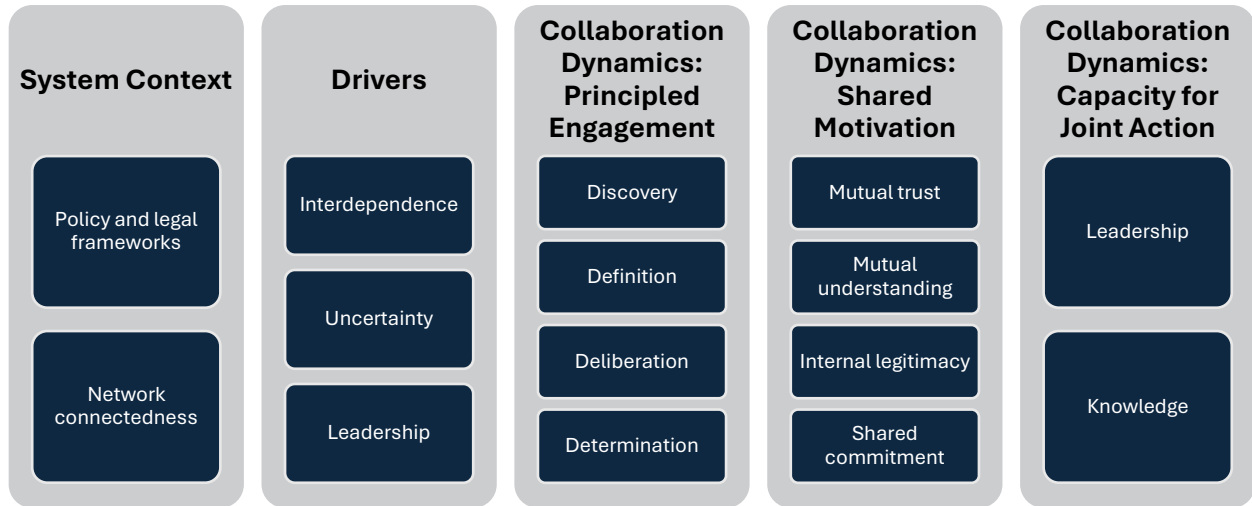 System Context
Policy and legal
frameworks
Network
connectedness
Drivers
Interdependence
Uncertainty
Leadership
Collaboration
Dynamics:
Principled
Engagement
Discovery
Definition
Deliberation
Determination
Collaboration
Dynamics:
Shared
Motivation
Mutual trust
Mutual
understanding
Internal legitimacy
Shared
commitment
Collaboration
Dynamics:
Capacity for
Joint Action
Leadership
Knowledge